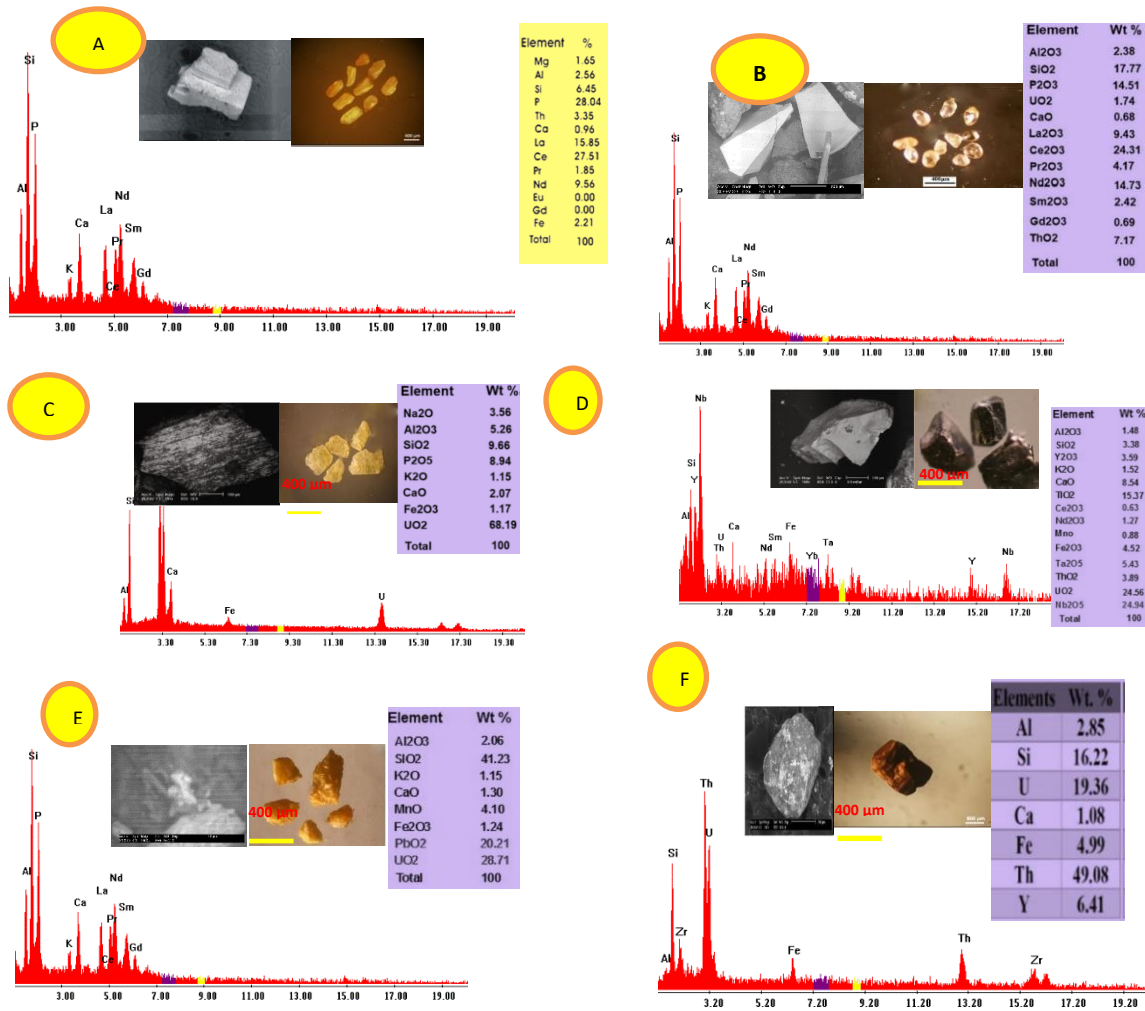 A
Si
P
Al
Ca
K
La
Ce
Pr
Nd
Sm
Gd
3.00 5.00 7.00 9.00 11.00 13.00 15.00 17.00 19.00
Element %
Mg 1.65
Al 2.56
Si 6.45
P 28.04
Th 3.35
Ca 0.96
La 15.85
Ce 27.51
Pr 1.85
Nd 9.56
Eu 0.00
Gd 0.00
Fe 2.21
Total 100
B
Si
P
Al
Ca
K
La
Ce
Pr
Nd
Sm
Gd
400µm
3.00 5.00 7.00 9.00 11.00 13.00 15.00 17.00 19.00
Element Wt %
Al2O3 2.38
SiO2 17.77
P2O3 14.51
UO2 1.74
CaO 0.68
La2O3 9.43
Ce2O3 24.31
Pr2O3 4.17
Nd2O3 14.73
Sm2O3 2.42
Gd2O3 0.69
ThO2 7.17
Total 100
C
Si
Al
Ca
Fe
U
400 µm
3.30 5.30 7.30 9.30 11.30 13.30 15.30 17.30 19.30
Element Wt %
Na2O 3.56
Al2O3 5.26
SiO2 9.66
P2O5 8.94
K2O 1.15
CaO 2.07
Fe2O3 1.17
UO2 68.19
Total 100
D
Nb
Si
Y
Al
U
Th
Ca
Nd
Sm
Fe
Yb
Ta
Y
Nb
400 µm
3.20 5.20 7.20 9.20 11.20 13.20 15.20 17.20
Element Wt %
Al2O3 1.48
SiO2 3.38
Y2O3 3.59
K2O 1.52
CaO 8.54
TiO2 15.37
Ce2O3 0.63
Nd2O3 1.27
Mno 0.88
Fe2O3 4.52
Ta2O5 5.43
ThO2 3.89
UO2 24.56
Nb2O5 24.94
Total 100
E
Si
P
Al
Ca
K
La
Ce
Pr
Nd
Sm
Gd
400 µm
3.00 5.00 7.00 9.00 11.00 13.00 15.00 17.00 19.00
Element Wt %
Al2O3 2.06
SIO2 41.23
K2O 1.15
CaO 1.30
MnO 4.10
Fe2O3 1.24
PbO2 20.21
UO2 28.71
Total 100
F
Th
U
Si
Zr
Al
Fe
Th
Zr
400 µm
3.20 5.20 7.20 9.20 11.20 13.20 15.20 17.20 19.20
Elements Wt. %
Al 2.85
Si 16.22
U 19.36
Ca 1.08
Fe 4.99
Th 49.08
Y 6.41